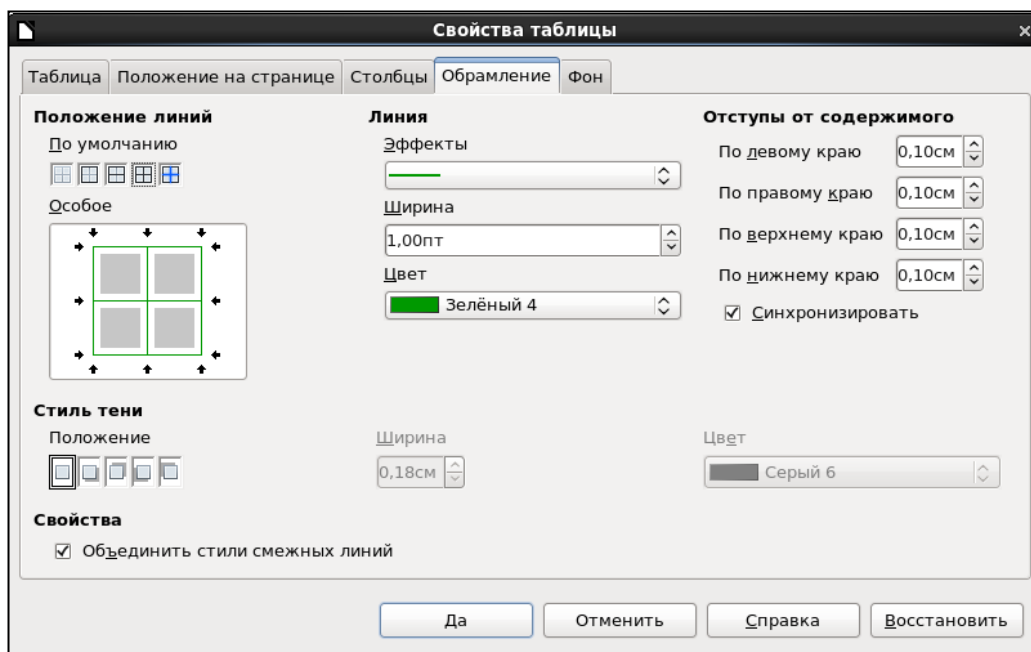 Свойства таблицы
Таблица Положение на странице Столбцы Обрамление Фон
Положение линий
По умолчанию
Особое
Линия
Эффекты
Ширина
1,00пт
Цвет
Зелёный 4
Отступы от содержимого
По левому краю 0,10см
По правому краю 0,10см
По верхнему краю 0,10см
По нижнему краю 0,10см
Синхронизировать
Стиль тени
Положение
Ширина
0,18см
Цвет
Серый 6
Свойства
Объединить стили смежных линий
Да Отменить Справка Восстановить